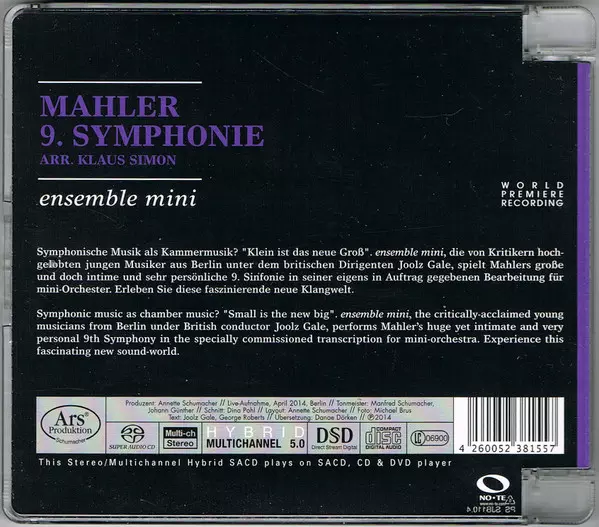 MAHLER
9. SYMPHONIE
ARR. KLAUS SIMON
ensemble mini
WORLD
PREMIERE
RECORDING
Symphonische Musik als Kammermusik? "Klein ist das neue Groß". ensemble mini, die von Kritikern hoch-
gelobten jungen Musiker aus Berlin unter dem britischen Dirigenten Joolz Gale, spielt Mahlers große
und doch intime und sehr persönliche 9. Sinfonie in seiner eigens in Auftrag gegebenen Bearbeitung für
mini-Orchester. Erleben Sie diese faszinierende neue Klangwelt.
Symphonic music as chamber music? "Small is the new big". ensemble mini, the critically-acclaimed young
musicians from Berlin under British conductor Joolz Gale, performs Mahler's huge yet intimate and very
personal 9th Symphony in the specially commissioned transcription for mini-orchestra. Experience this
fascinating new sound-world.
Produzent: Annette Schumacher // Live-Aufnahme, April 2014, Berlin // Tonmeister: Manfred Schumacher,
Johann Günther // Schnitt: Dina Pohl // Layout: Annette Schumacher // Foto: Michael Brus
Text: Joolz Gale, George Roberts // Übersetzung: Danae Dörken // ℗2014
Ars
Produktion
Schumacher
SUPER AUDIO CD
Multi-ch
Stereo
HYBRID
MULTICHANNEL 5.0
DSD
Direct Stream Digital
COMPACT
disc
DIGITAL AUDIO
LC 06900
4 260052 381557
This Stereo/Multichannel Hybrid SACD plays on SACD, CD & DVD player
NO-TE